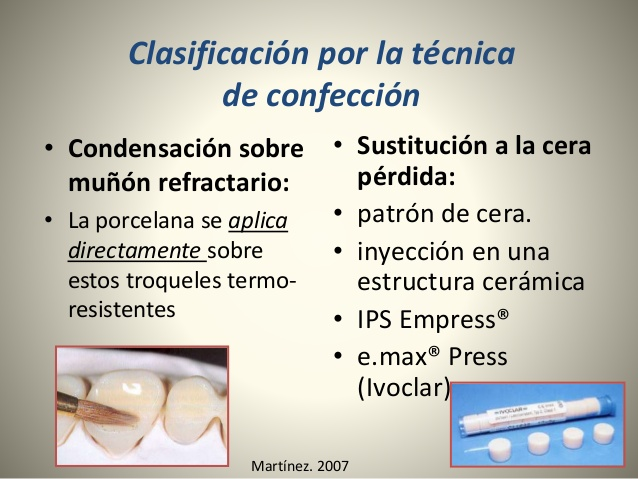 Clasificación por la técnica
de confección
• Condensación sobre
muñón refractario:
• La porcelana se aplica
directamente sobre
estos troqueles termo-
resistentes
• Sustitución a la cera
pérdida:
• patrón de cera.
• inyección en una
estructura cerámica
• IPS Empress®
• e.max® Press
(Ivoclar)
IVOCLAR
Martínez. 2007